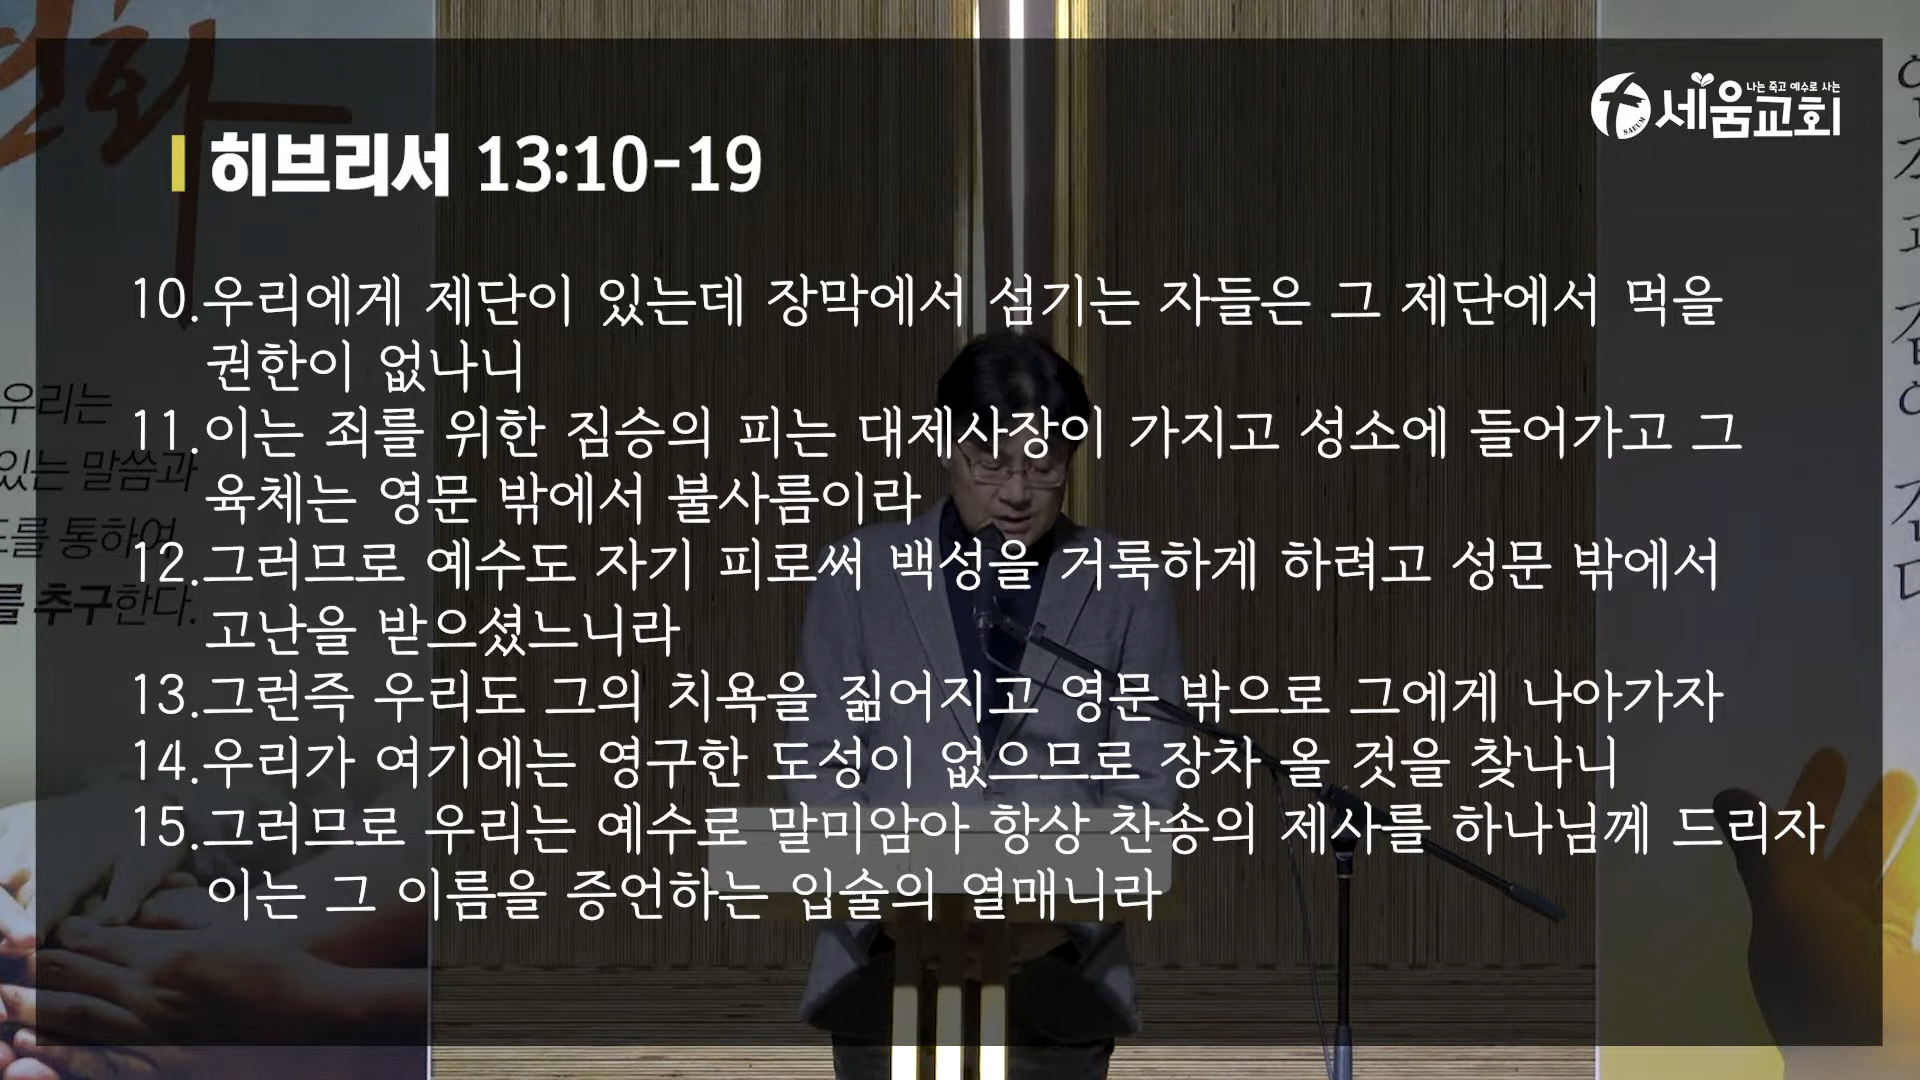 변화
나는 죽고 예수로 사는
세움교회
SAEUM
히브리서 13:10-19
10.우리에게 제단이 있는데 장막에서 섬기는 자들은 그 제단에서 먹을
권한이 없나니
11.이는 죄를 위한 짐승의 피는 대제사장이 가지고 성소에 들어가고 그
육체는 영문 밖에서 불사름이라
12.그러므로 예수도 자기 피로써 백성을 거룩하게 하려고 성문 밖에서
고난을 받으셨느니라
13.그런즉 우리도 그의 치욕을 짊어지고 영문 밖으로 그에게 나아가자
14.우리가 여기에는 영구한 도성이 없으므로 장차 올 것을 찾나니
15.그러므로 우리는 예수로 말미암아 항상 찬송의 제사를 하나님께 드리자
이는 그 이름을 증언하는 입술의 열매니라
우리는
있는 말씀과
도를 통하여
를 추구한다.